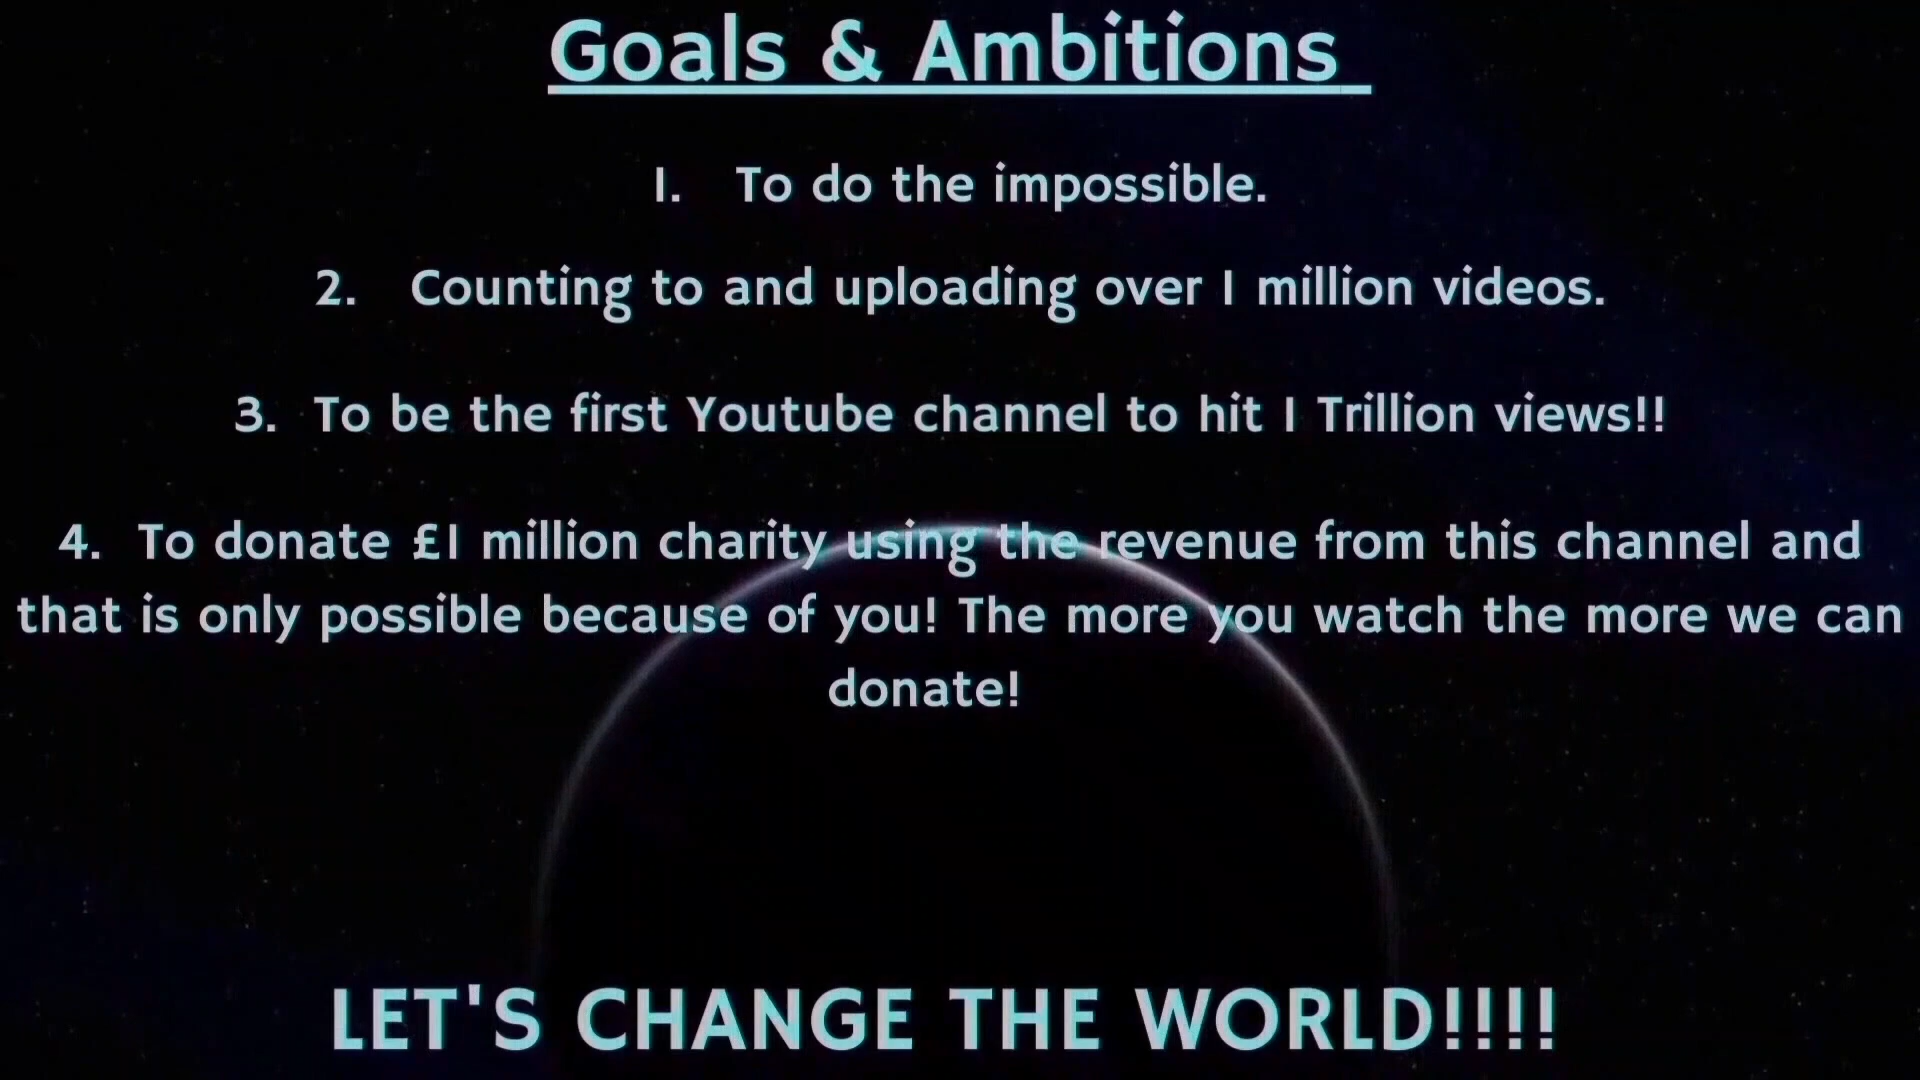 Goals & Ambitions
1. To do the impossible.
2. Counting to and uploading over 1 million videos.
3. To be the first Youtube channel to hit 1 Trillion views!!
4. To donate £1 million charity using the revenue from this channel and
that is only possible because of you! The more you watch the more we can
donate!
LET'S CHANGE THE WORLD!!!!